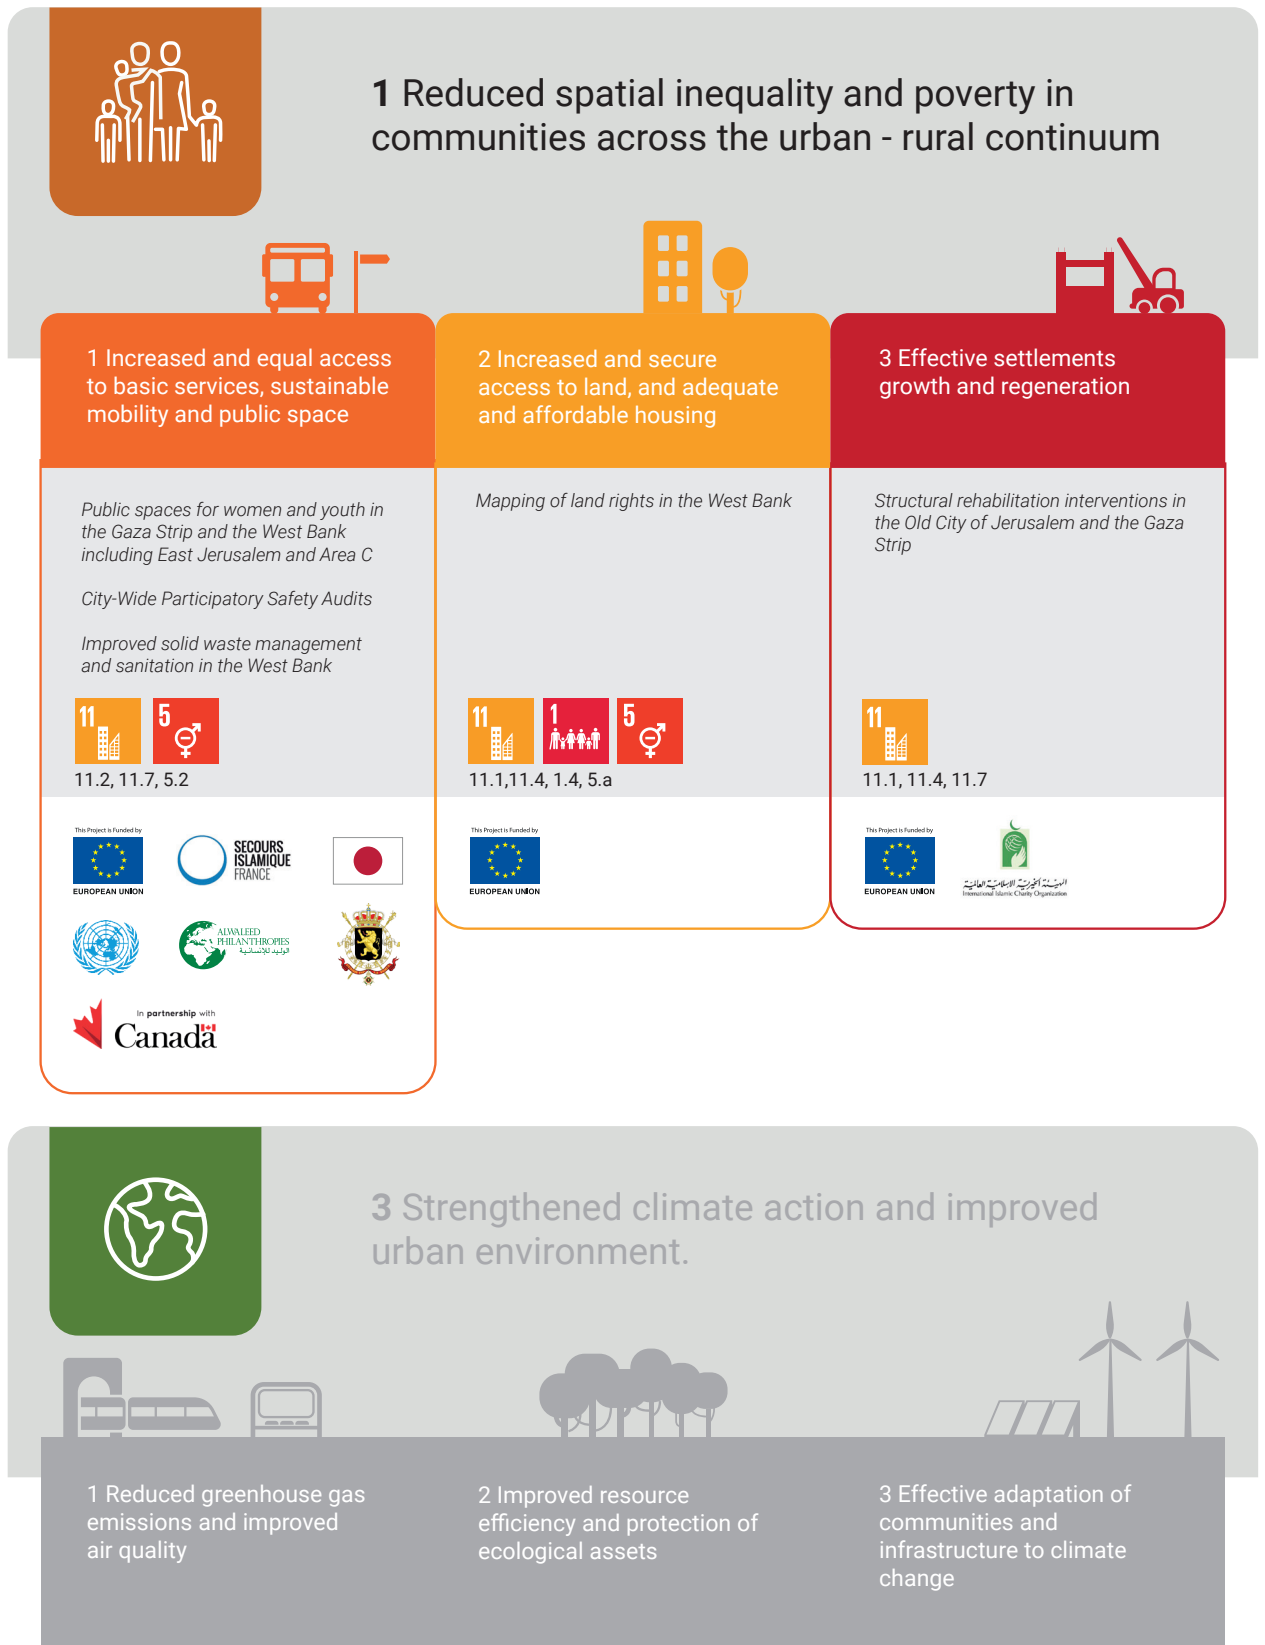 1 Reduced spatial inequality and poverty in
communities across the urban - rural continuum
1 Increased and equal access
to basic services, sustainable
mobility and public space
Public spaces for women and youth in
the Gaza Strip and the West Bank
including East Jerusalem and Area C
City-Wide Participatory Safety Audits
Improved solid waste management
and sanitation in the West Bank
11
5
11.2, 11.7, 5.2
This Project is Funded by
EUROPEAN UNION
SECOURS
ISLAMIQUE
FRANCE
ALWALEED
PHILANTHROPIES
الوليد للإنسانية
In partnership with
Canada
2 Increased and secure
access to land, and adequate
and affordable housing
Mapping of land rights in the West Bank
11
1
5
11.1,11.4, 1.4, 5.a
This Project is Funded by
EUROPEAN UNION
3 Effective settlements
growth and regeneration
Structural rehabilitation interventions in
the Old City of Jerusalem and the Gaza
Strip
11
11.1, 11.4, 11.7
This Project is Funded by
EUROPEAN UNION
الهيئة الخيرية الإسلامية العالمية
International Islamic Charity Organization
3 Strengthened climate action and improved
urban environment.
1 Reduced greenhouse gas
emissions and improved
air quality
2 Improved resource
efficiency and protection of
ecological assets
3 Effective adaptation of
communities and
infrastructure to climate
change